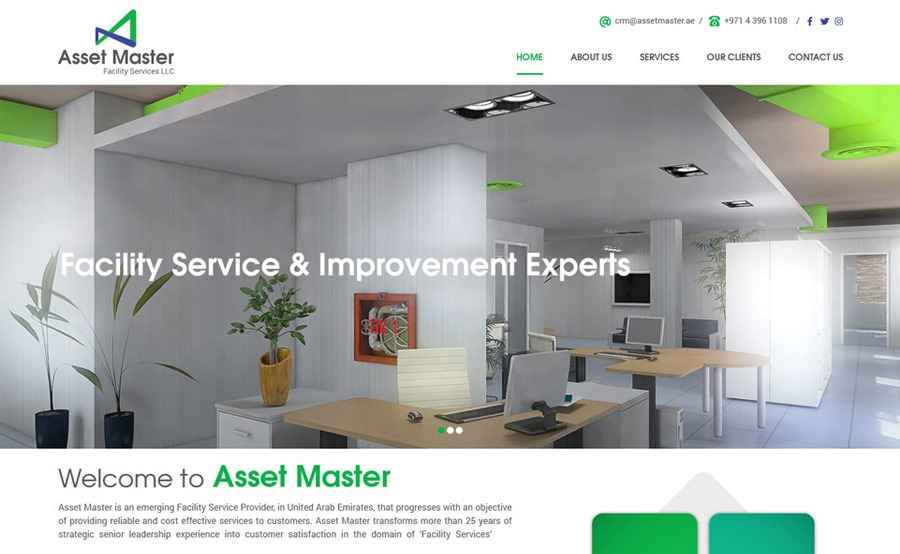 crm@assetmaster.ae / +971 4 396 1108 /
Asset Master
Facility Services LLC
HOME ABOUT US SERVICES OUR CLIENTS CONTACT US
Facility Service & Improvement Experts
Welcome to Asset Master
Asset Master is an emerging Facility Service Provider, in United Arab Emirates, that progresses with an objective
of providing reliable and cost effective services to customers. Asset Master transforms more than 25 years of
strategic senior leadership experience into customer satisfaction in the domain of 'Facility Services'